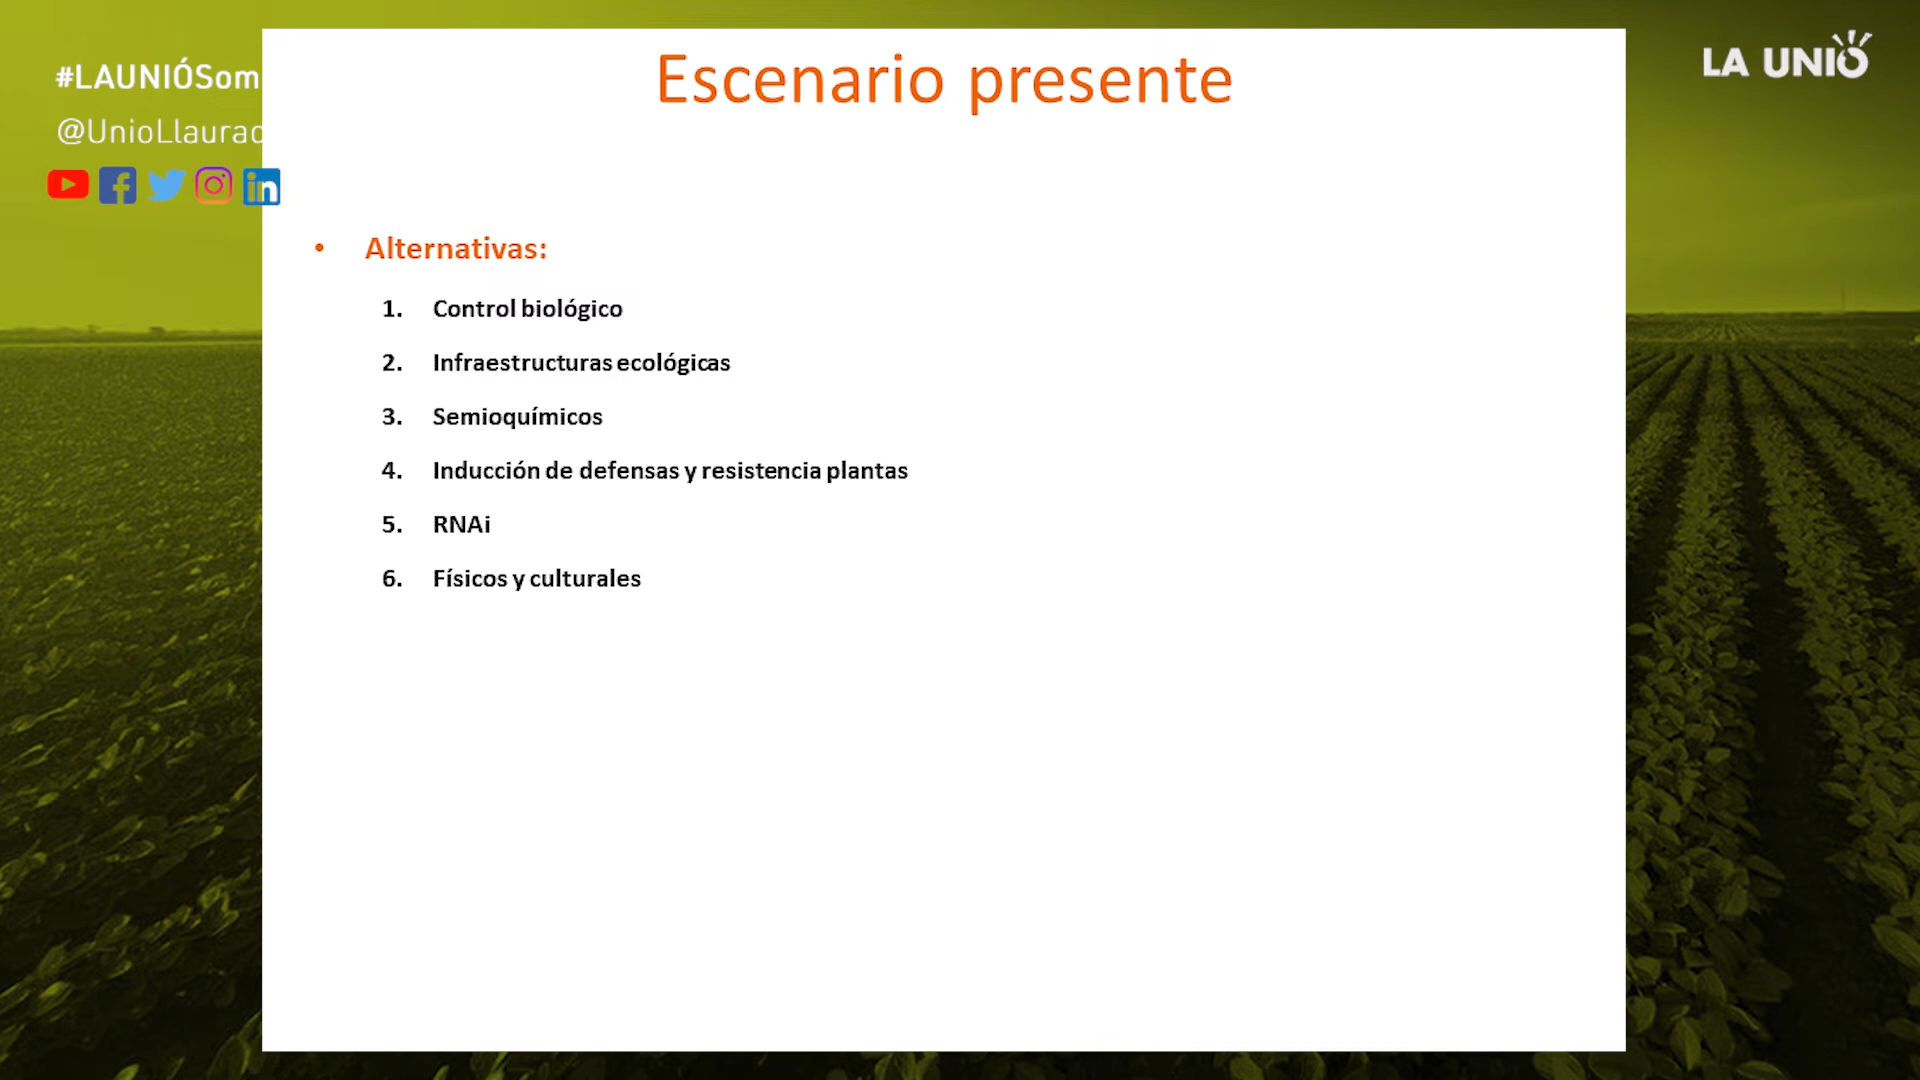 #LAUNIÓSom
@UnioLlaurad
LA UNIÓ
Escenario presente
• Alternativas:
1. Control biológico
2. Infraestructuras ecológicas
3. Semioquímicos
4. Inducción de defensas y resistencia plantas
5. RNAi
6. Físicos y culturales